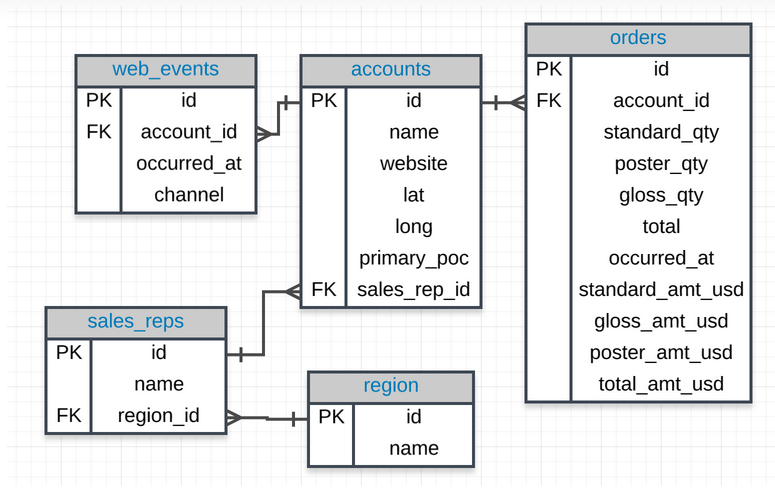 web_events
PK id
FK account_id
occurred_at
channel
accounts
PK id
name
website
lat
long
primary_poc
FK sales_rep_id
orders
PK id
FK account_id
standard_qty
poster_qty
gloss_qty
total
occurred_at
standard_amt_usd
gloss_amt_usd
poster_amt_usd
total_amt_usd
sales_reps
PK id
name
FK region_id
region
PK id
name